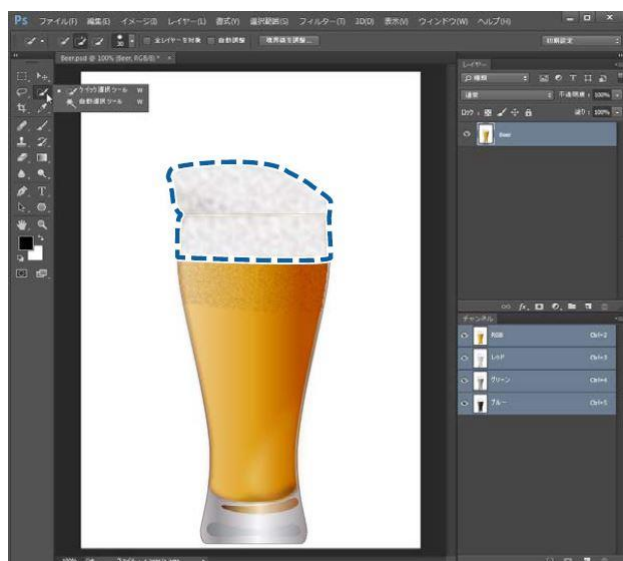 Ps ファイル(F) 編集(E) イメージ(I) レイヤー(L) 書式(Y) 選択範囲(S) フィルター(T) 3D(D) 表示(V) ウィンドウ(W) ヘルプ(H)
30 全レイヤーを対象 自動調整 境界線を調整... 初期設定
Beer.psd @ 100% (Beer, RGB/8) *
クイック選択ツール W
自動選択ツール W
レイヤー
種類
通常 不透明度: 100%
ロック: 塗り: 100%
Beer
チャンネル
RGB Ctrl+2
レッド Ctrl+3
グリーン Ctrl+4
ブルー Ctrl+5
100%